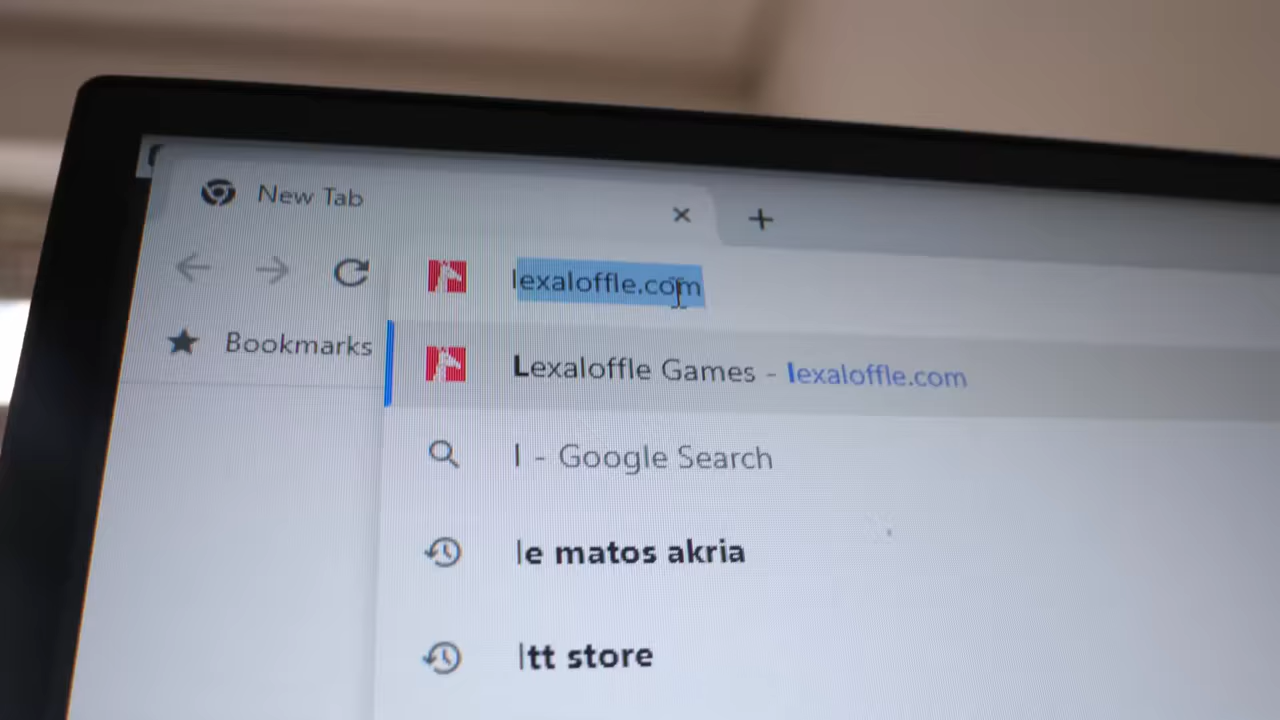 New Tab
lexaloffle.com
Bookmarks
Lexaloffle Games - lexaloffle.com
l - Google Search
le matos akria
ltt store